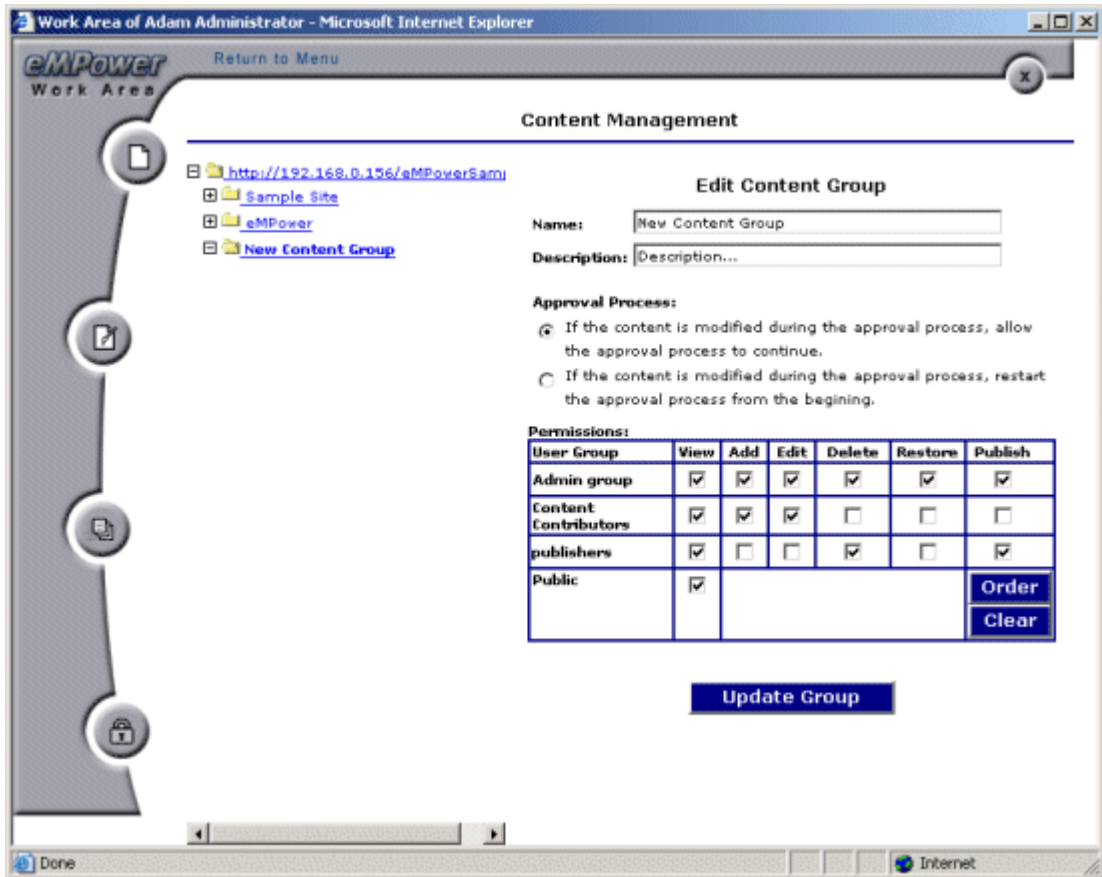 Work Area of Adam Administrator - Microsoft Internet Explorer
eMPower
Work Area
Return to Menu
x
Content Management
http://192.168.0.156/eMPowerSam
Sample Site
eMPower
New Content Group
Edit Content Group
Name: New Content Group
Description: Description...
Approval Process:
If the content is modified during the approval process, allow
the approval process to continue.
If the content is modified during the approval process, restart
the approval process from the begining.
Permissions:
User Group View Add Edit Delete Restore Publish
Admin group
Content
Contributors
publishers
Public
Order
Clear
Update Group
Done
Internet